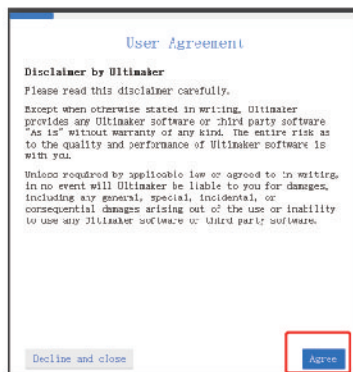 User Agreement
Disclaimer by Ultimaker
Please read this disclaimer carefully.
Except when otherwise stated in writing, Ultimaker
provides any Ultimaker software or third party software
"As is" without warranty of any kind. The entire risk as
to the quality and performance of Ultimaker software is
with you.
Unless required by applicable law or agreed to in writing,
in no event will Ultimaker be liable to you for damages,
including any general, special, incidental, or
consequential damages arising out of the use or inability
to use any Ultimaker software or third party software.
Decline and close
Agree